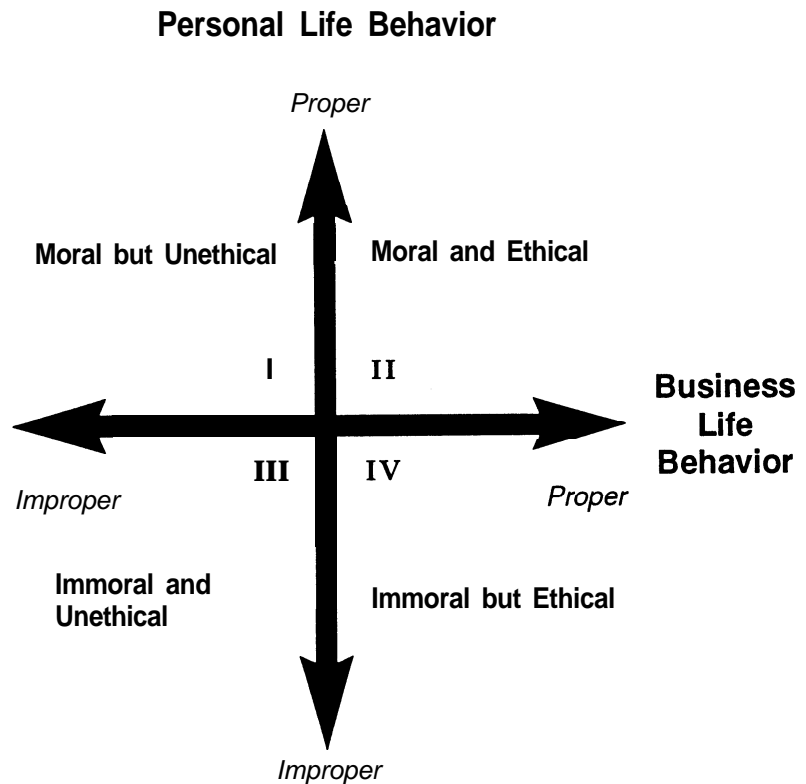 Personal Life Behavior
Proper
Moral but Unethical
Moral and Ethical
I
II
Business
Life
Behavior
III
IV
Improper
Proper
Immoral and
Unethical
Immoral but Ethical
Improper